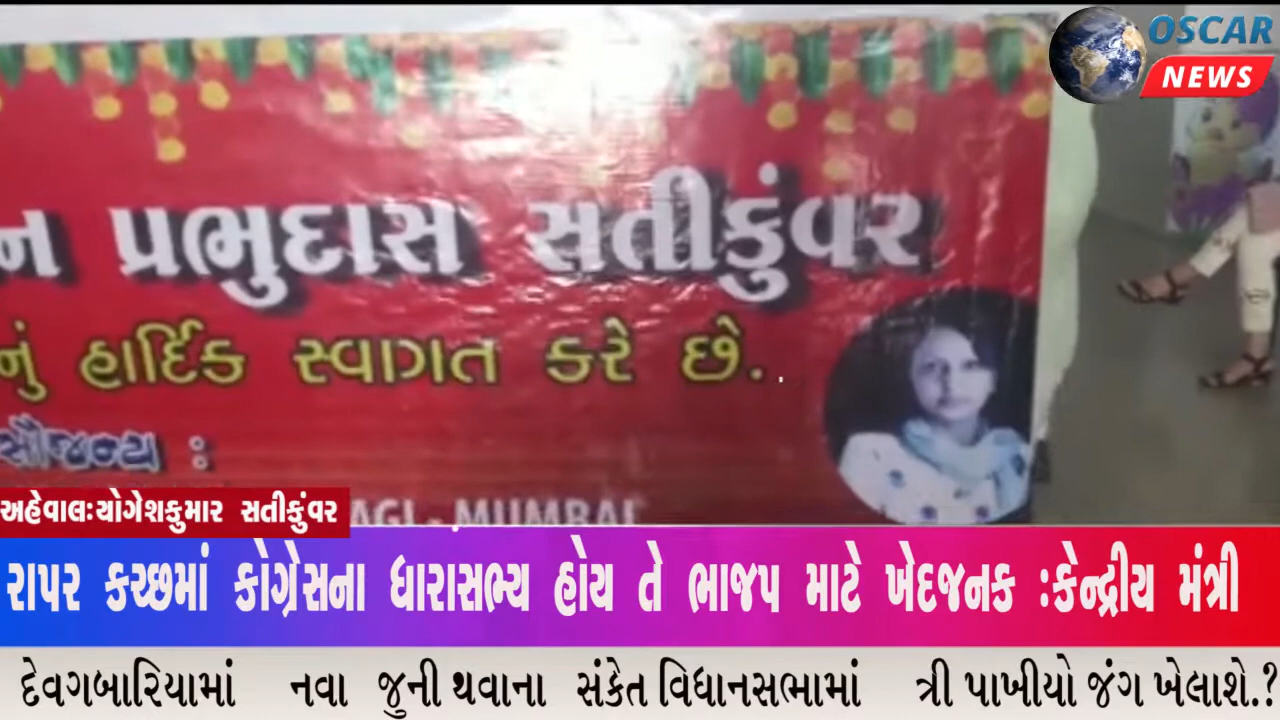 OSCAR
NEWS
ન પ્રભુદાસ સતીકુંવર
નું હાર્દિક સ્વાગત કરે છે.
સૌજન્ય :
AGI - MUMBAI
અહેવાલ:યોગેશકુમાર સતીકુંવર
રાપર કચ્છમાં કોગ્રેસના ધારાસભ્ય હોય તે ભાજપ માટે ખેદજનક :કેન્દ્રીય મંત્રી
દેવગબારિયામાં નવા જુની થવાના સંકેત વિધાનસભામાં ત્રી પાખીયો જંગ ખેલાશે.?